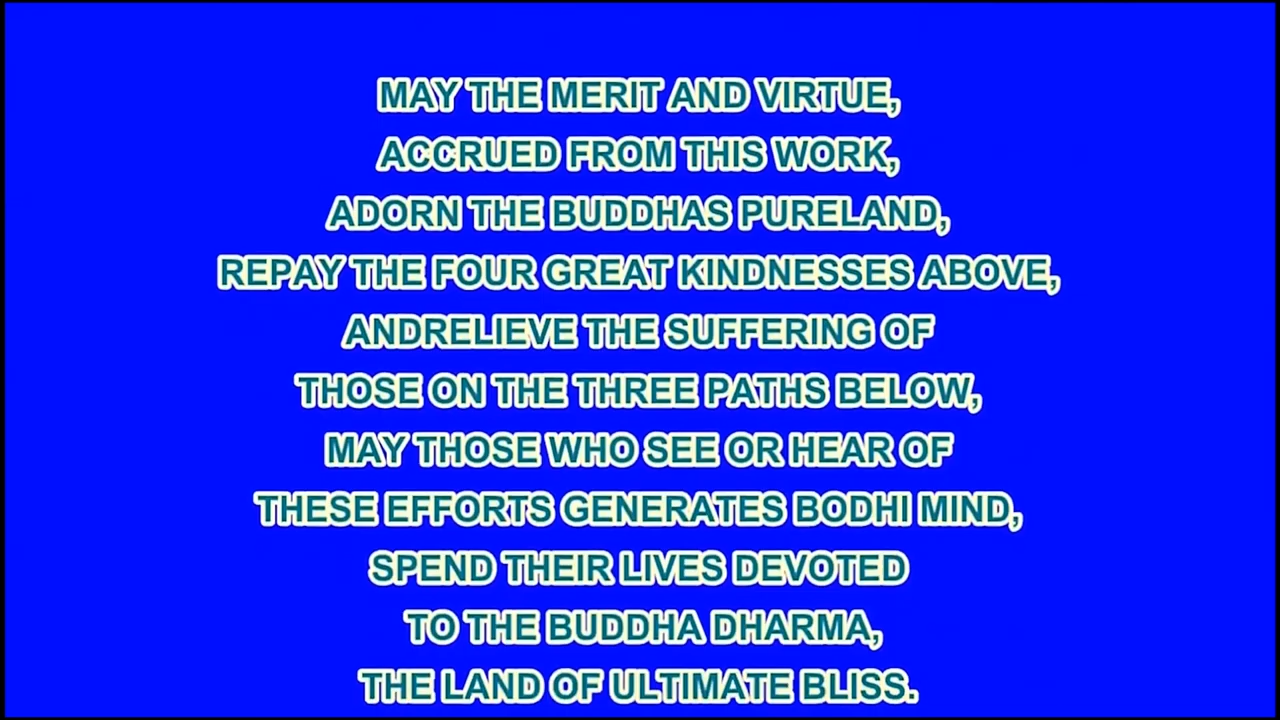 MAY THE MERIT AND VIRTUE,
ACCRUED FROM THIS WORK,
ADORN THE BUDDHAS PURELAND,
REPAY THE FOUR GREAT KINDNESSES ABOVE,
ANDRELIEVE THE SUFFERING OF
THOSE ON THE THREE PATHS BELOW,
MAY THOSE WHO SEE OR HEAR OF
THESE EFFORTS GENERATES BODHI MIND,
SPEND THEIR LIVES DEVOTED
TO THE BUDDHA DHARMA,
THE LAND OF ULTIMATE BLISS.